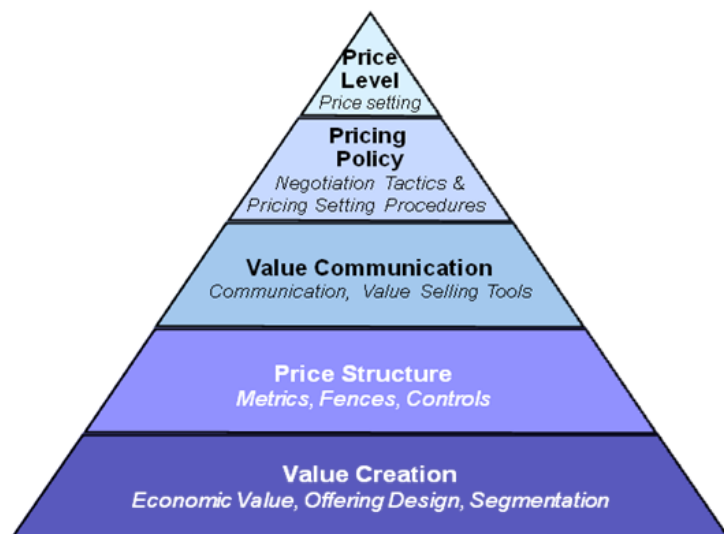 Price
Level
Price setting
Pricing
Policy
Negotiation Tactics &
Pricing Setting Procedures
Value Communication
Communication, Value Selling Tools
Price Structure
Metrics, Fences, Controls
Value Creation
Economic Value, Offering Design, Segmentation